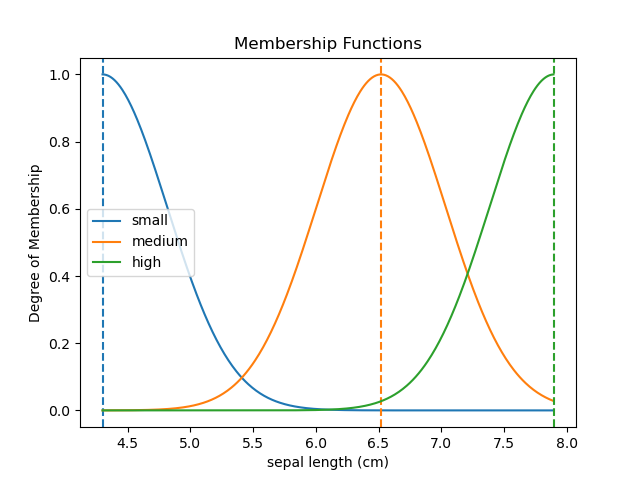 Membership Functions
Degree of Membership
1.0
0.8
0.6
0.4
0.2
0.0
small
medium
high
4.5 5.0 5.5 6.0 6.5 7.0 7.5 8.0
sepal length (cm)